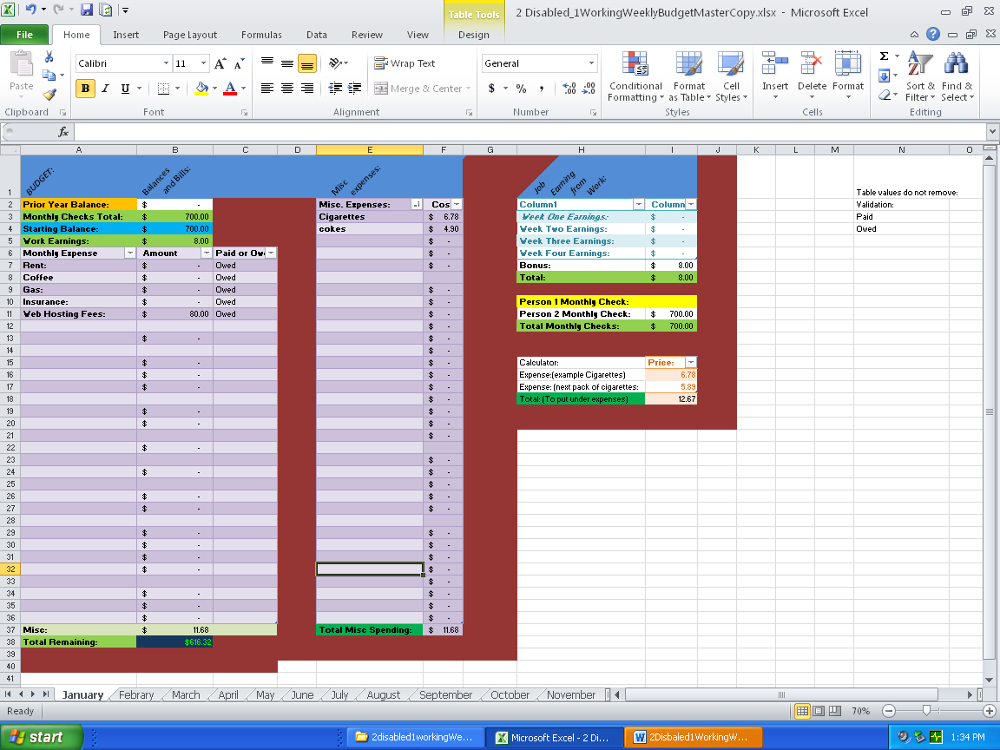 Table Tools
2 Disabled_1WorkingWeeklyBudgetMasterCopy.xlsx - Microsoft Excel
File Home Insert Page Layout Formulas Data Review View Design
Calibri 11 Wrap Text General
Paste B I U Merge & Center $ % , Conditional Formatting Format as Table Cell Styles Insert Delete Format Sort & Filter Find & Select
Clipboard Font Alignment Number Styles Cells Editing
fx
A B C D E F G H I J K L M N O
1 BUDGET: Balances and Bills: Misc expenses: Job Earning from Work: Table values do not remove:
2 Prior Year Balance: $ - Misc. Expenses: Cos Column1 Column Validation:
3 Monthly Checks Total: $ 700.00 Cigarettes $ 6.78 Week One Earnings: $ - Paid
4 Starting Balance: $ 700.00 cokes $ 4.90 Week Two Earnings: $ - Owed
5 Work Earnings: $ 8.00 $ - Week Three Earnings: $ -
6 Monthly Expense Amount Paid or Ow $ - Week Four Earnings: $ -
7 Rent: $ - Owed $ - Bonus: $ 8.00
8 Coffee $ - Owed Total: $ 8.00
9 Gas: $ - Owed $ -
10 Insurance: $ - Owed $ - Person 1 Monthly Check:
11 Web Hosting Fees: $ 80.00 Owed $ - Person 2 Monthly Check: $ 700.00
12 $ - Total Monthly Checks: $ 700.00
13 $ - $ -
14 $ -
15 $ - $ - Calculator: Price:
16 $ - $ - Expense:(example Cigarettes) 6.78
17 $ - $ - Expense: (next pack of cigarettes: 5.89
18 $ - Total: (To put under expenses) 12.67
19 $ - $ -
20 $ - $ -
21 $ -
22 $ -
23 $ -
24 $ - $ -
25 $ -
26 $ - $ -
27 $ - $ -
28
29 $ - $ -
30 $ - $ -
31 $ - $ -
32 $ - $ -
33 $ -
34 $ - $ -
35 $ - $ -
36 $ - $ -
37 Misc: $ 11.68 Total Misc Spending: $ 11.68
38 Total Remaining: $616.32
39
40
41
January Febrary March April May June July August September October November
Ready 70%
start 2disabled1workingWe... Microsoft Excel - 2 Di... 2Disbaled1WorkingW... 1:34 PM